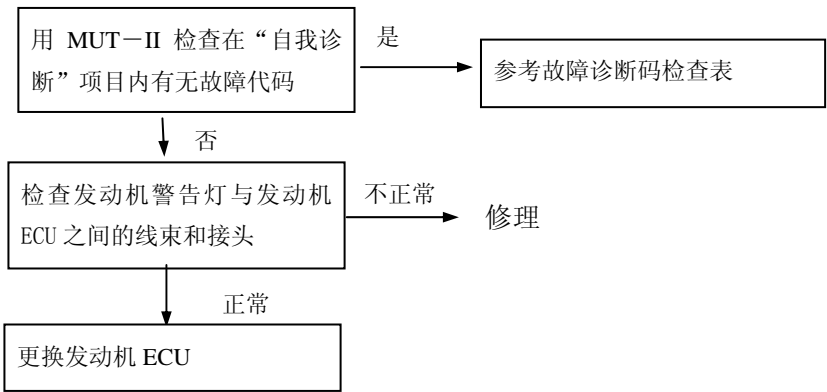 用 MUT－II 检查在“自我诊
断”项目内有无故障代码
是
参考故障诊断码检查表
否
检查发动机警告灯与发动机
ECU 之间的线束和接头
不正常
修理
正常
更换发动机 ECU